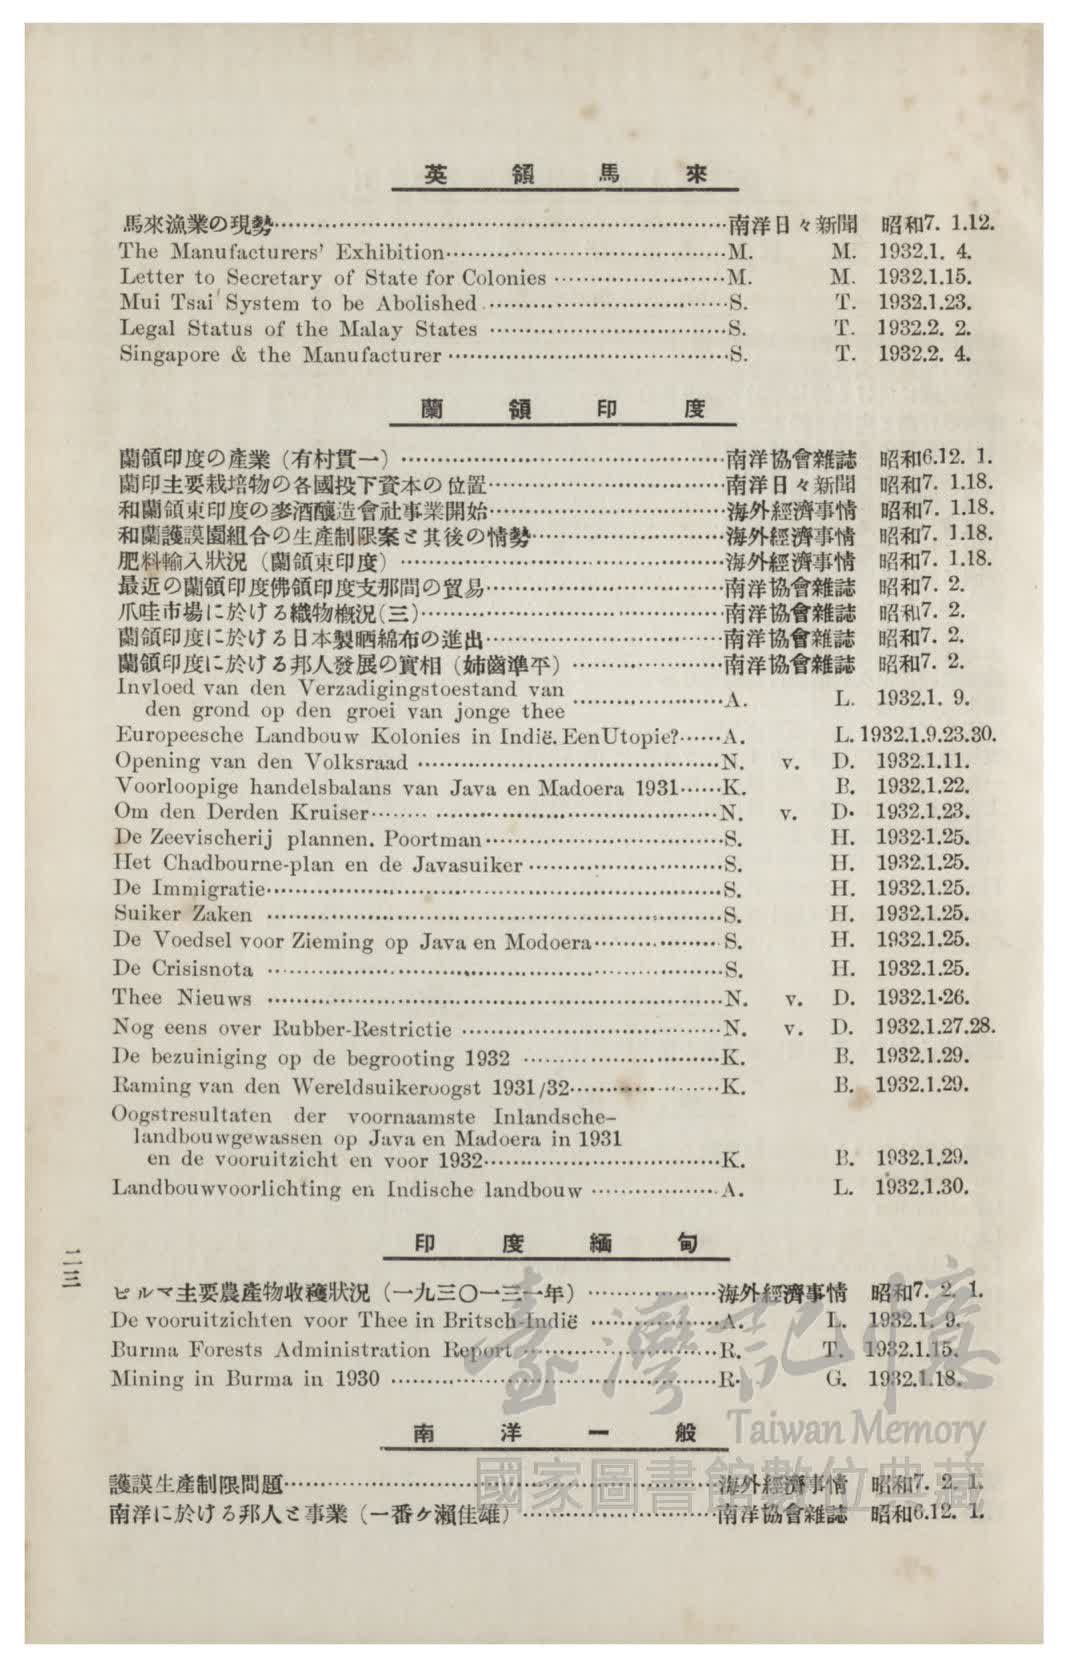 英領馬來
馬來漁業の現勢……南洋日々新聞 昭和7. 1.12.
The Manufacturers' Exhibition……M. M. 1932.1. 4.
Letter to Secretary of State for Colonies……M. M. 1932.1.15.
Mui Tsai System to be Abolished……S. T. 1932.1.23.
Legal Status of the Malay States……S. T. 1932.2. 2.
Singapore & the Manufacturer……S. T. 1932.2. 4.
蘭領印度
蘭領印度の產業（有村貫一）……南洋協會雜誌 昭和6.12. 1.
蘭印主要栽培物の各國投下資本の位置……南洋日々新聞 昭和7. 1.18.
和蘭領東印度の麥酒釀造會社事業開始……海外經濟事情 昭和7. 1.18.
和蘭護謨園組合の生產制限案と其後の情勢……海外經濟事情 昭和7. 1.18.
肥料輸入狀況（蘭領東印度）……海外經濟事情 昭和7. 1.18.
最近の蘭領印度佛領印度支那間の貿易……南洋協會雜誌 昭和7. 2.
爪哇市場に於ける織物槪況（三）……南洋協會雜誌 昭和7. 2.
蘭領印度に於ける日本製晒綿布の進出……南洋協會雜誌 昭和7. 2.
蘭領印度に於ける邦人發展の實相（姉齒準平）……南洋協會雜誌 昭和7. 2.
Invloed van den Verzadigingstoestand van
den grond op den groei van jonge thee……A. L. 1932.1. 9.
Europeesche Landbouw Kolonies in Indië. EenUtopie?……A. L. 1932.1.9.23.30.
Opening van den Volksraad……N. v. D. 1932.1.11.
Voorloopige handelsbalans van Java en Madoera 1931……K. B. 1932.1.22.
Om den Derden Kruiser……N. v. D· 1932.1.23.
De Zeevischerij plannen. Poortman……S. H. 1932·1.25.
Het Chadbourne-plan en de Javasuiker……S. H. 1932.1.25.
De Immigratie……S. H. 1932.1.25.
Suiker Zaken……S. H. 1932.1.25.
De Voedsel voor Zieming op Java en Modoera……S. H. 1932.1.25.
De Crisisnota……S. H. 1932.1.25.
Thee Nieuws……N. v. D. 1932.1·26.
Nog eens over Rubber-Restrictie……N. v. D. 1932.1.27.28.
De bezuiniging op de begrooting 1932……K. B. 1932.1.29.
Raming van den Wereldsuikeroogst 1931/32……K. B. 1932.1.29.
Oogstresultaten der voornaamste Inlandsche-
landbouwgewassen op Java en Madoera in 1931
en de vooruitzicht en voor 1932……K. B. 1932.1.29.
Landbouwvoorlichting en Indische landbouw……A. L. 1932.1.30.
二三
印度緬甸
ビルマ主要農產物收穫狀況（一九三〇—三一年）……海外經濟事情 昭和7. 2. 1.
De vooruitzichten voor Thee in Britsch-Indië……A. L. 1932.1. 9.
Burma Forests Administration Report……R. T. 1932.1.15.
Mining in Burma in 1930……R· G. 1932.1.18.
南洋一般
護謨生產制限問題……海外經濟事情 昭和7. 2. 1.
南洋に於ける邦人と事業（一番ケ瀨佳雄）……南洋協會雜誌 昭和6.12. 1.
臺灣記憶
Taiwan Memory
國家圖書館數位典藏